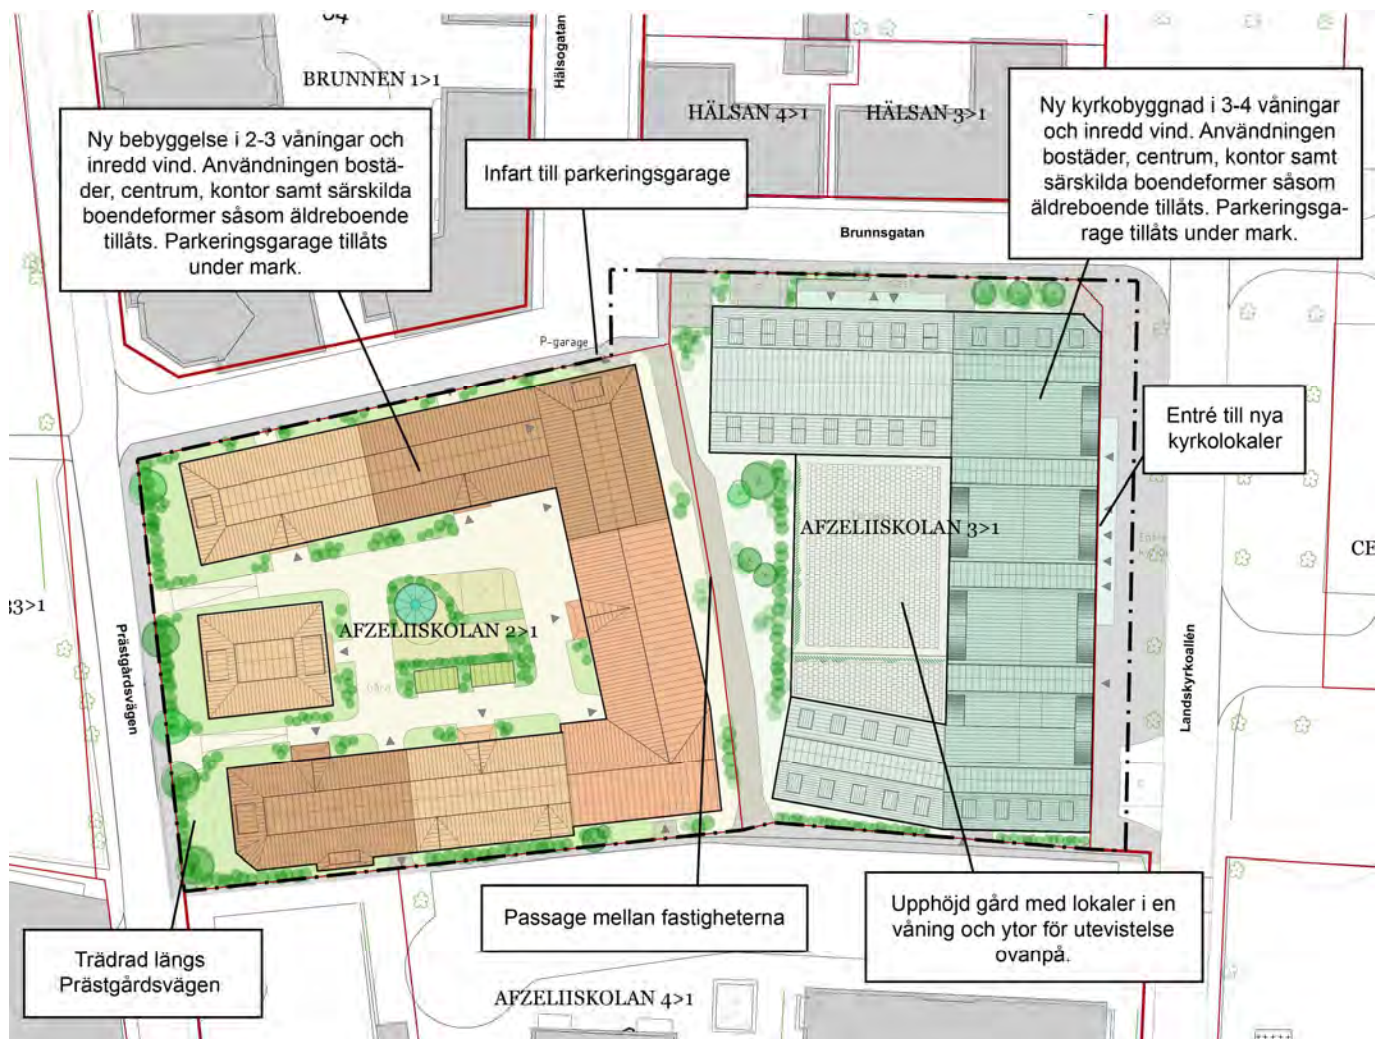 BRUNNEN 1>1
Hälsogatan
HÄLSAN 4>1
HÄLSAN 3>1
Ny bebyggelse i 2-3 våningar och
inredd vind. Användningen bostä-
der, centrum, kontor samt särskilda
boendeformer såsom äldreboende
tillåts. Parkeringsgarage tillåts
under mark.
Infart till parkeringsgarage
Ny kyrkobyggnad i 3-4 våningar
och inredd vind. Användningen
bostäder, centrum, kontor samt
särskilda boendeformer såsom
äldreboende tillåts. Parkeringsga-
rage tillåts under mark.
Brunnsgatan
P-garage
Entré till nya
kyrkolokaler
AFZELIISKOLAN 3>1
CE
33>1
Prästgårdsvägen
AFZELIISKOLAN 2>1
Landskyrkoallén
Trädrad längs
Prästgårdsvägen
Passage mellan fastigheterna
Upphöjd gård med lokaler i en
våning och ytor för utevistelse
ovanpå.
AFZELIISKOLAN 4>1